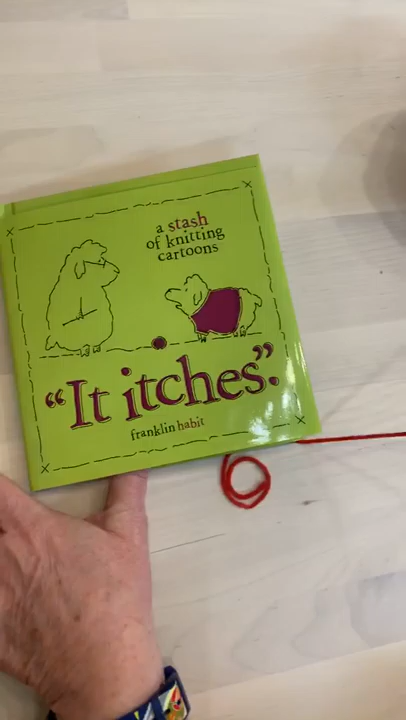 a stash
of knitting
cartoons
“It itches”.
franklin habit